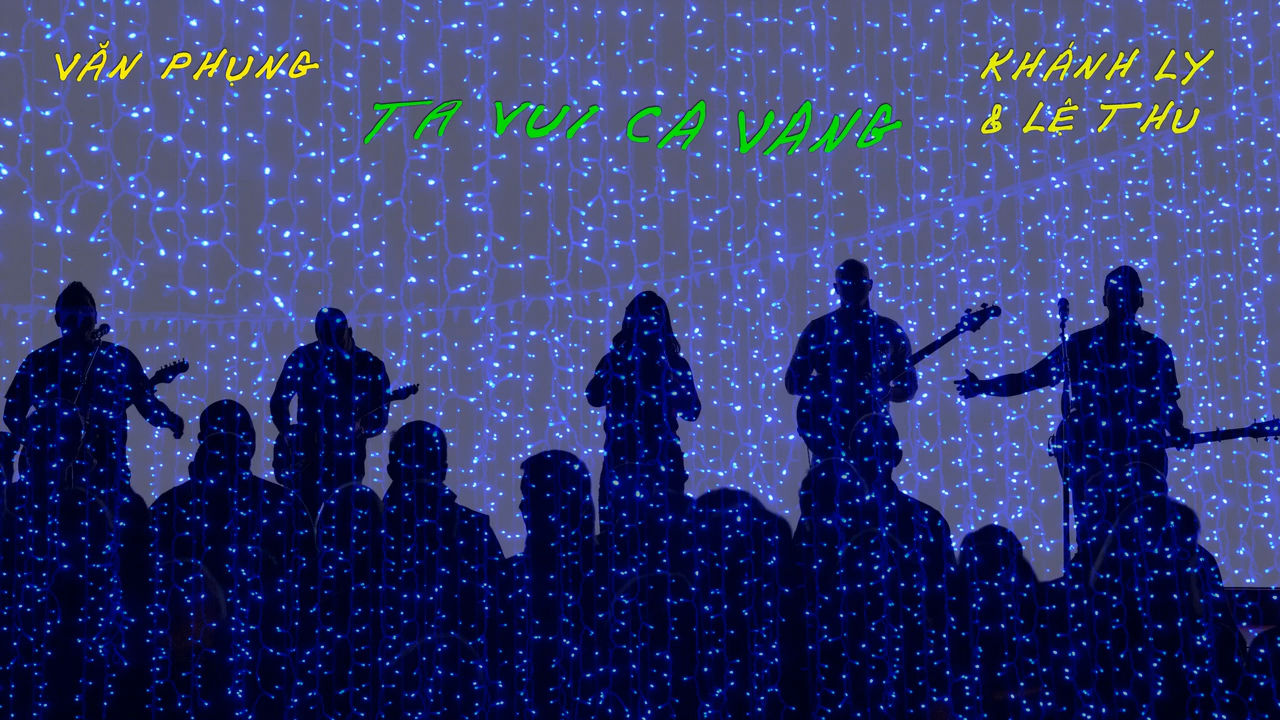 VĂN PHỤNG
TA VUI CA VANG
KHÁNH LY
& LỆ THU